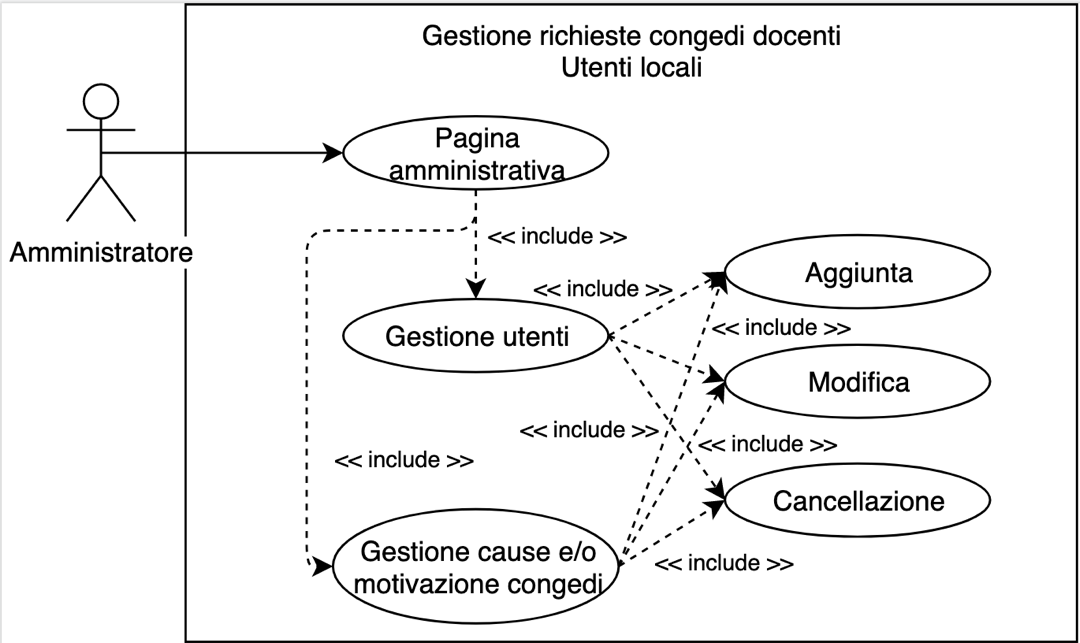 Gestione richieste congedi docenti
Utenti locali
Pagina
amministrativa
Amministratore
<< include >>
<< include >>
Aggiunta
Gestione utenti
<< include >>
Modifica
<< include >>
<< include >>
<< include >>
Cancellazione
Gestione cause e/o
motivazione congedi
<< include >>